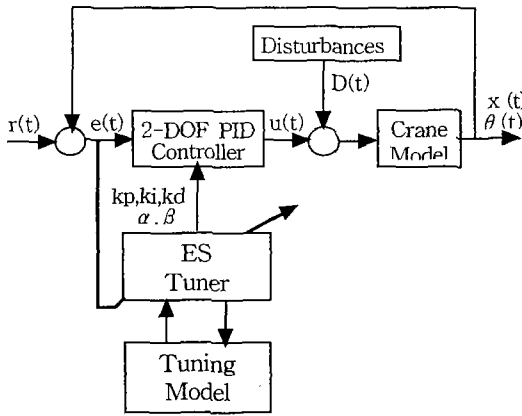 Disturbances
D(t)
r(t)
e(t)
2-DOF PID
Controller
u(t)
Crane
Model
x (t)
θ (t)
kp,ki,kd
α . β
ES
Tuner
Tuning
Model